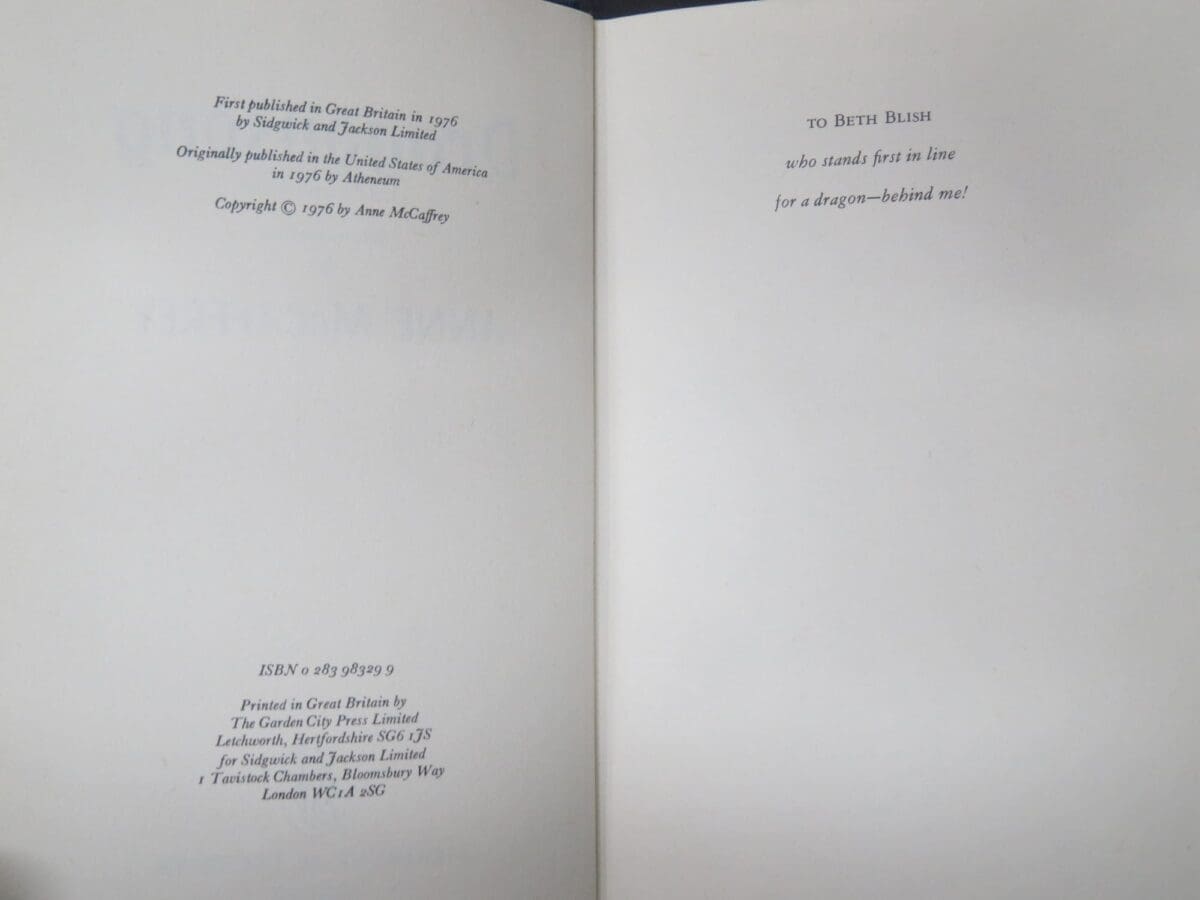 First published in Great Britain in 1976
by Sidgwick and Jackson Limited
Originally published in the United States of America
in 1976 by Atheneum
Copyright © 1976 by Anne McCaffrey
ISBN 0 283 98329 9
Printed in Great Britain by
The Garden City Press Limited
Letchworth, Hertfordshire SG6 1JS
for Sidgwick and Jackson Limited
1 Tavistock Chambers, Bloomsbury Way
London WC1A 2SG
TO BETH BLISH
who stands first in line
for a dragon—behind me!